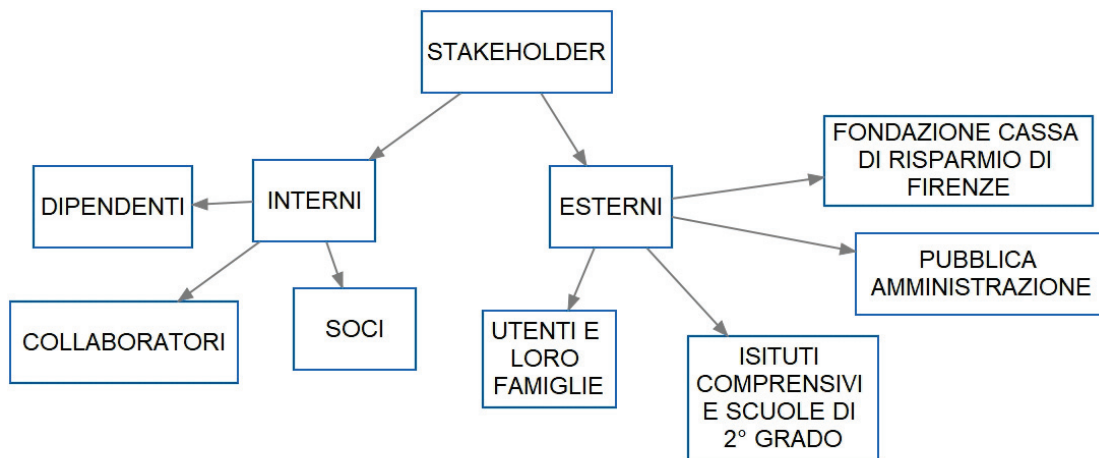 STAKEHOLDER
INTERNI
DIPENDENTI
COLLABORATORI
SOCI
ESTERNI
FONDAZIONE CASSA
DI RISPARMIO DI
FIRENZE
PUBBLICA
AMMINISTRAZIONE
UTENTI E
LORO
FAMIGLIE
ISITUTI
COMPRENSIVI
E SCUOLE DI
2° GRADO